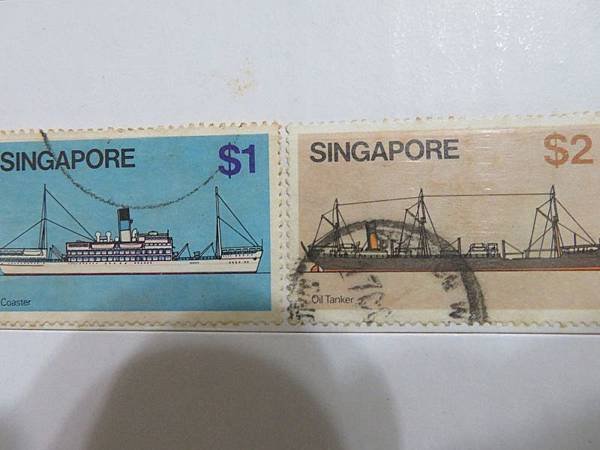 SINGAPORE $1
Coaster
SINGAPORE $2
Oil Tanker